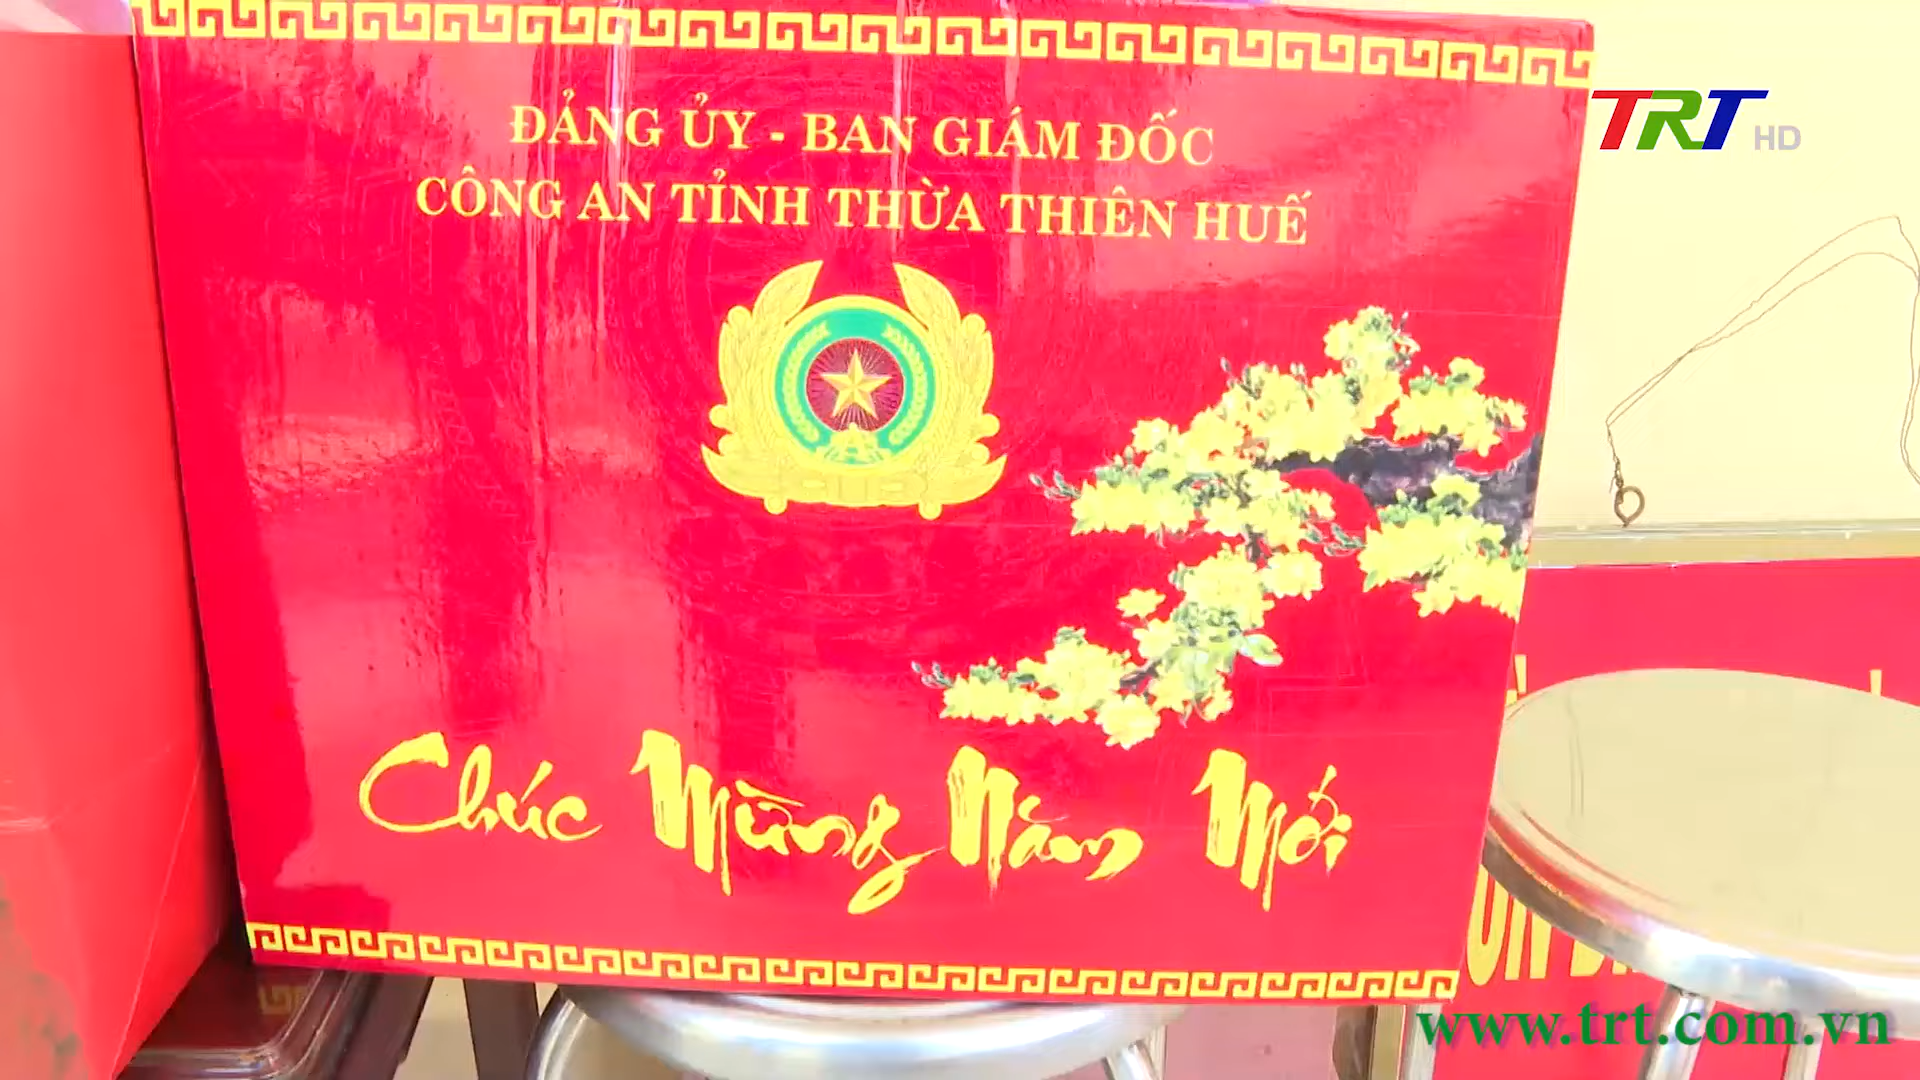 ĐẢNG ỦY - BAN GIÁM ĐỐC
CÔNG AN TỈNH THỪA THIÊN HUẾ
Chúc Mừng Năm Mới
TRT HD
www.trt.com.vn